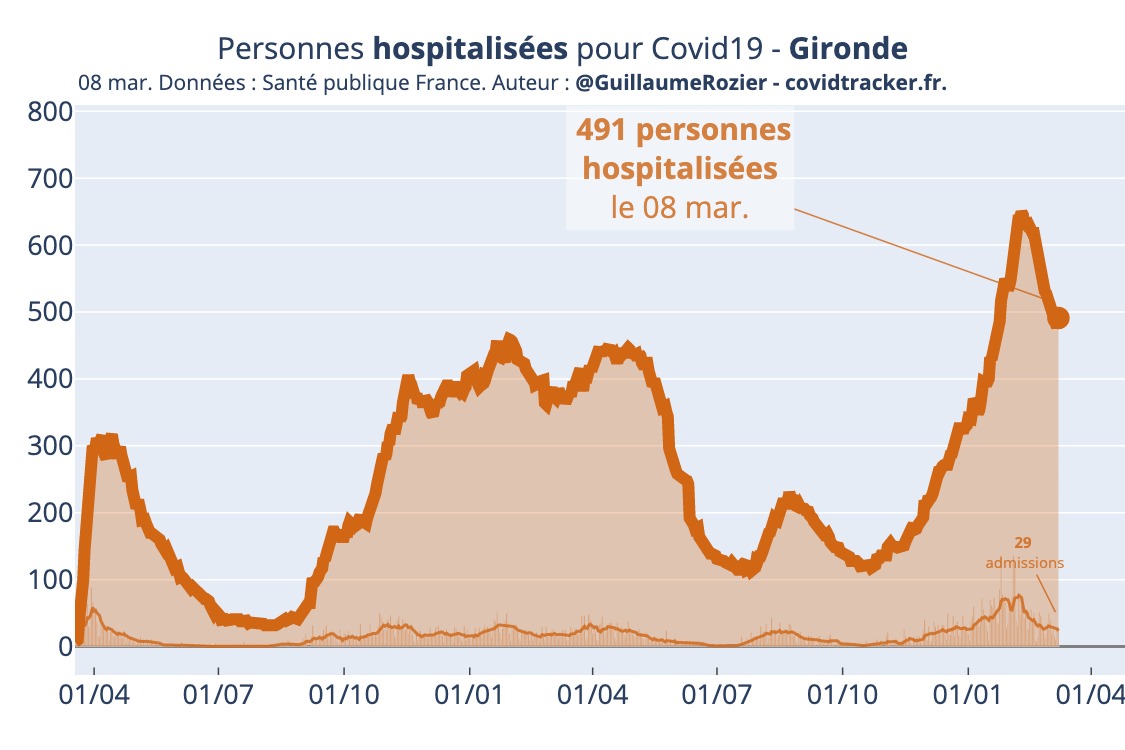 Personnes hospitalisées pour Covid19 - Gironde
08 mar. Données : Santé publique France. Auteur : @GuillaumeRozier - covidtracker.fr.
800
491 personnes
hospitalisées
700
le 08 mar.
600
500
400
300
200
29
100
admissions
0
01/04 01/07 01/10 01/01 01/04 01/07 01/10 01/01 01/04